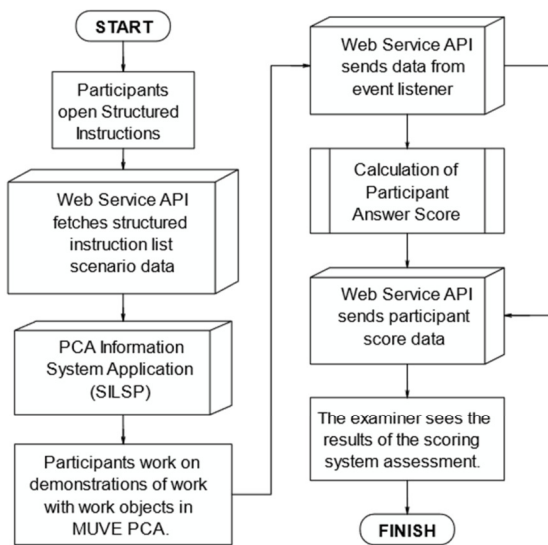 START
Participants
open Structured
Instructions
Web Service API
fetches structured
instruction list
scenario data
PCA Information
System Application
(SILSP)
Participants work on
demonstrations of work
with work objects in
MUVE PCA.
Web Service API
sends data from
event listener
Calculation of
Participant
Answer Score
Web Service API
sends participant
score data
The examiner sees the
results of the scoring
system assessment.
FINISH